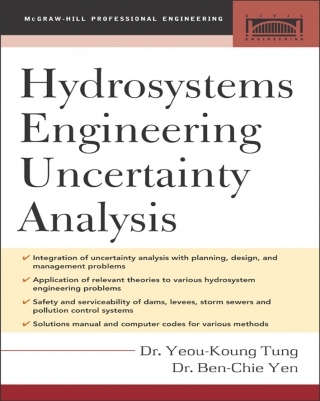 McGRAW-HILL PROFESSIONAL ENGINEERING
CIVIL
ENGINEERING
Hydrosystems
Engineering
Uncertainty
Analysis
✔ Integration of uncertainty analysis with planning, design, and
management problems
✔ Application of relevant theories to various hydrosystem
engineering problems
✔ Safety and serviceability of dams, levees, storm sewers and
pollution control systems
✔ Solutions manual and computer codes for various methods
Dr. Yeou-Koung Tung
Dr. Ben-Chie Yen